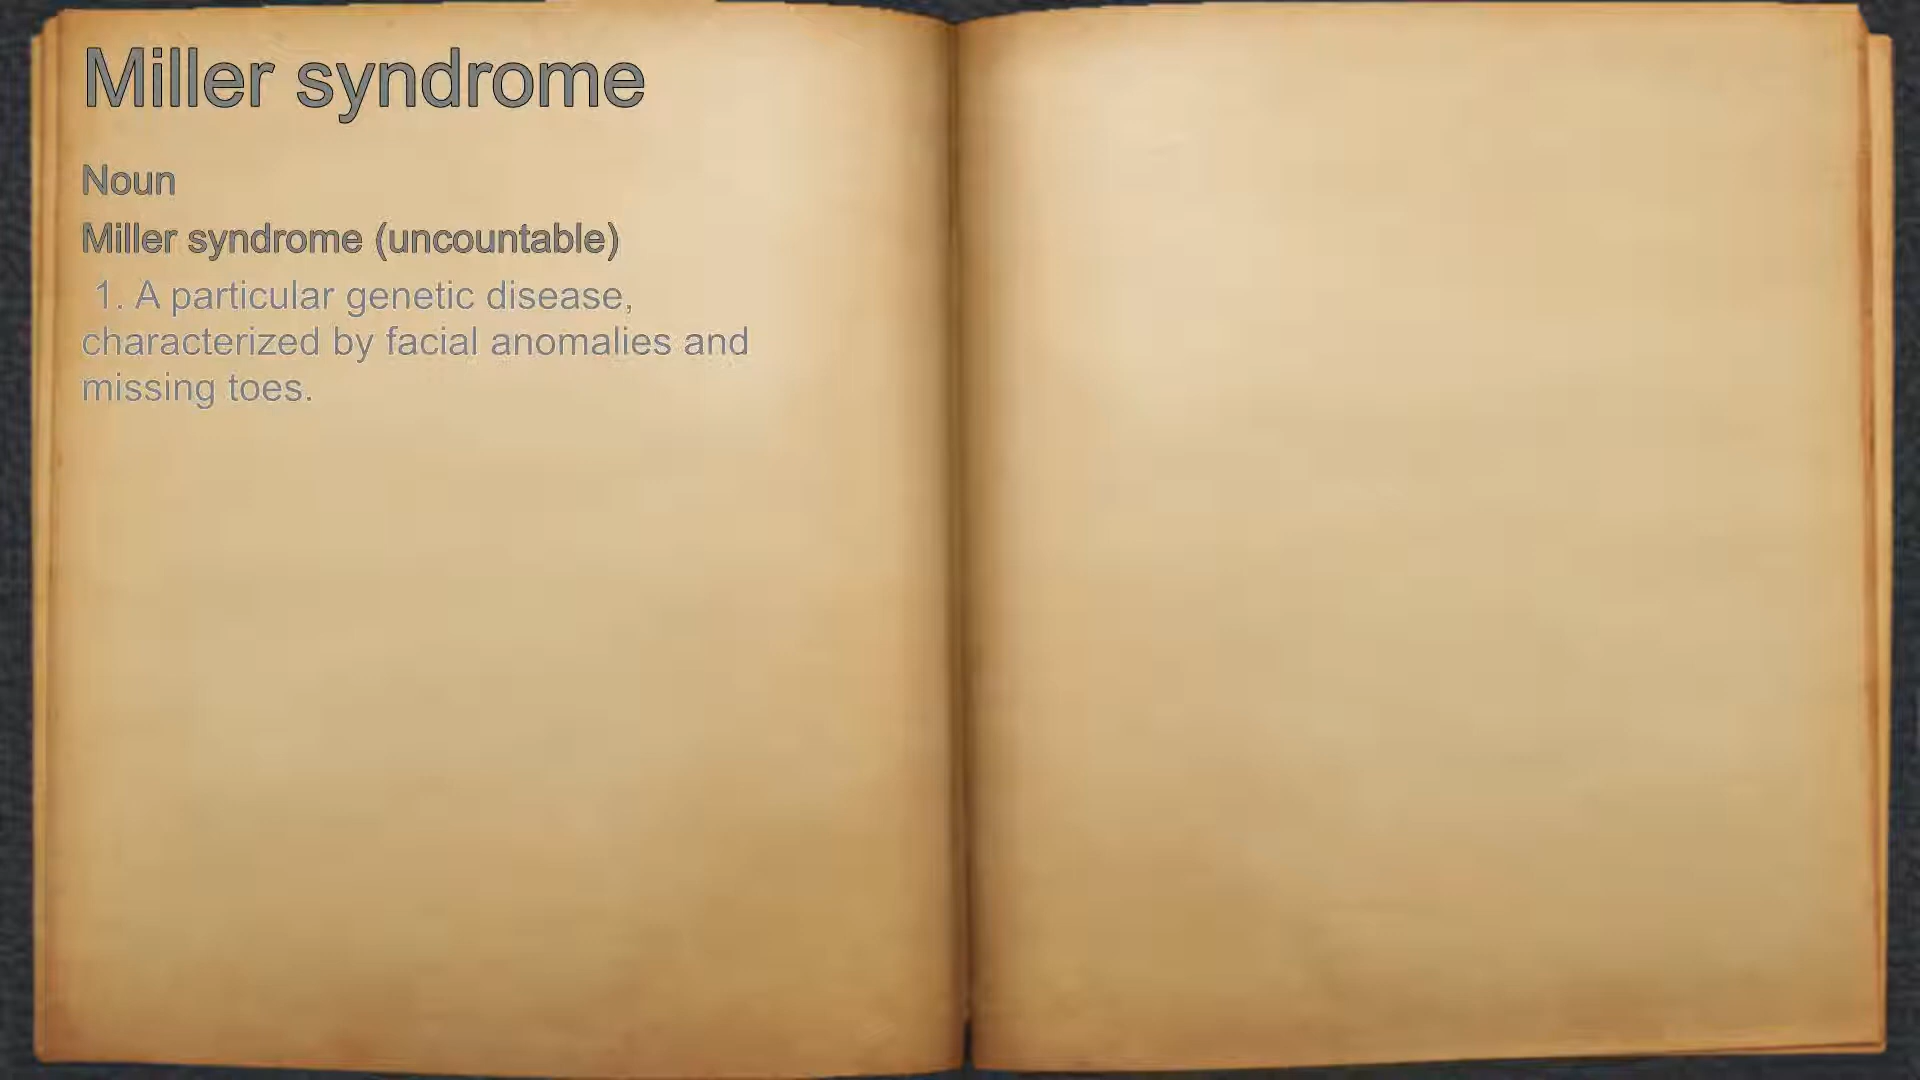 Miller syndrome
Noun
Miller syndrome (uncountable)
1. A particular genetic disease,
characterized by facial anomalies and
missing toes.